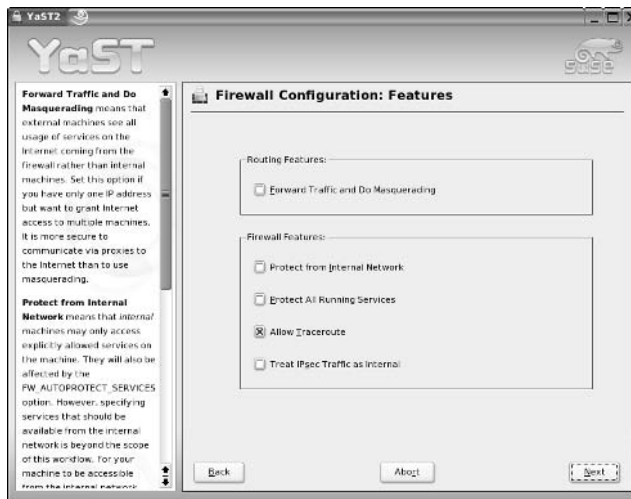 YaST2
YaST
suse
Forward Traffic and Do
Masquerading means that
external machines see all
usage of services on the
Internet coming from the
firewall rather than internal
machines. Set this option if
you have only one IP address
but want to grant Internet
access to multiple machines.
It is more secure to
communicate via proxies to
the Internet than to use
masquerading.
Protect from Internal
Network means that internal
machines may only access
explicitly allowed services on
the machine. They will also be
affected by the
FW_AUTOPROTECT_SERVICES
option. However, specifying
services that should be
available from the internal
network is beyond the scope
of this workflow. For your
machine to be accessible
from the internal network
Firewall Configuration: Features
Routing Features:
Forward Traffic and Do Masquerading
Firewall Features:
Protect from Internal Network
Protect All Running Services
Allow Traceroute
Treat IPsec Traffic as Internal
Back
Abort
Next